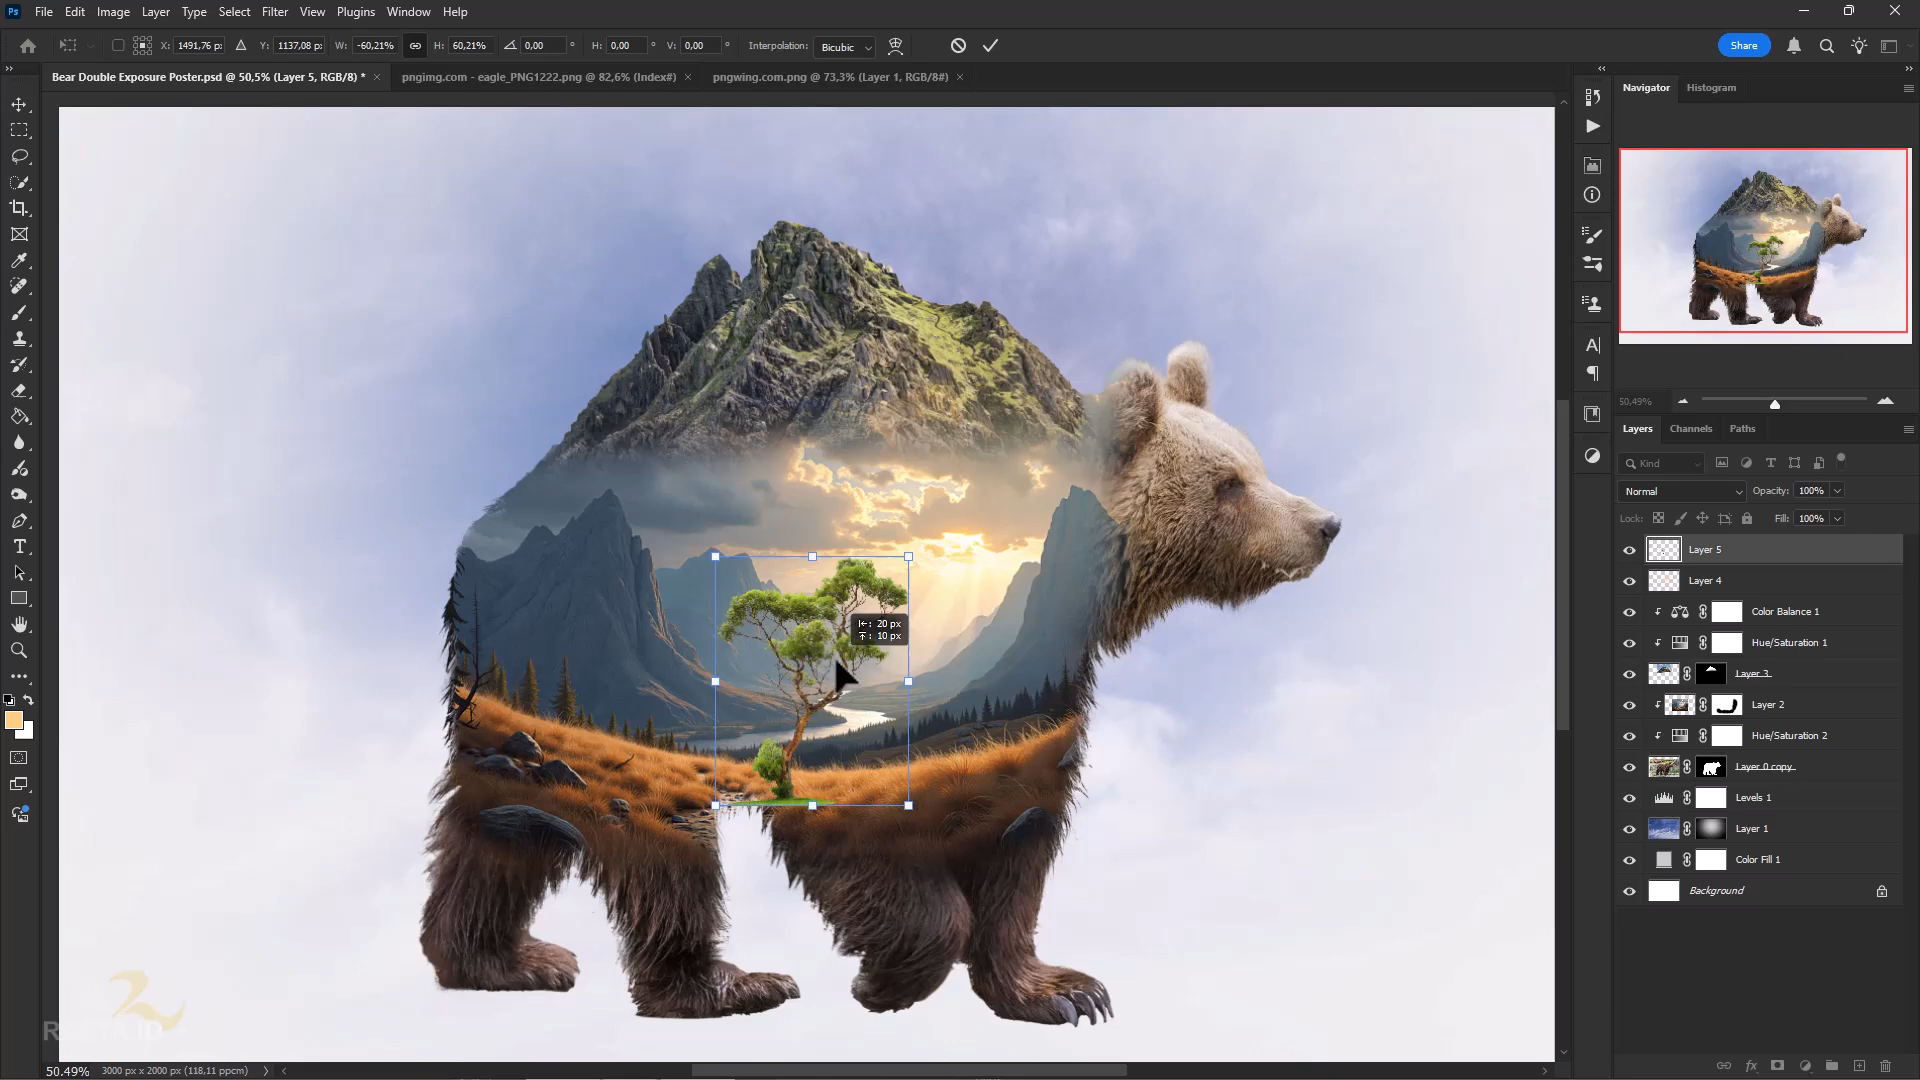 Ps File Edit Image Layer Type Select Filter View Plugins Window Help
X: 1491,76 px Y: 1137,08 px W: -60,21% H: 60,21% 0,00 ° H: 0,00 ° V: 0,00 ° Interpolation: Bicubic Share
Bear Double Exposure Poster.psd @ 50,5% (Layer 5, RGB/8) * × pngimg.com - eagle_PNG1222.png @ 82,6% (Index#) × pngwing.com.png @ 73,3% (Layer 1, RGB/8#) ×
Navigator Histogram
50,49%
Layers Channels Paths
Kind
Normal Opacity: 100%
Lock: Fill: 100%
Layer 5
Layer 4
Color Balance 1
Hue/Saturation 1
Layer 3
Layer 2
Hue/Saturation 2
Layer 0 copy
Levels 1
Layer 1
Color Fill 1
Background
20 px
10 px
50.49% 3000 px x 2000 px (118,11 ppcm)